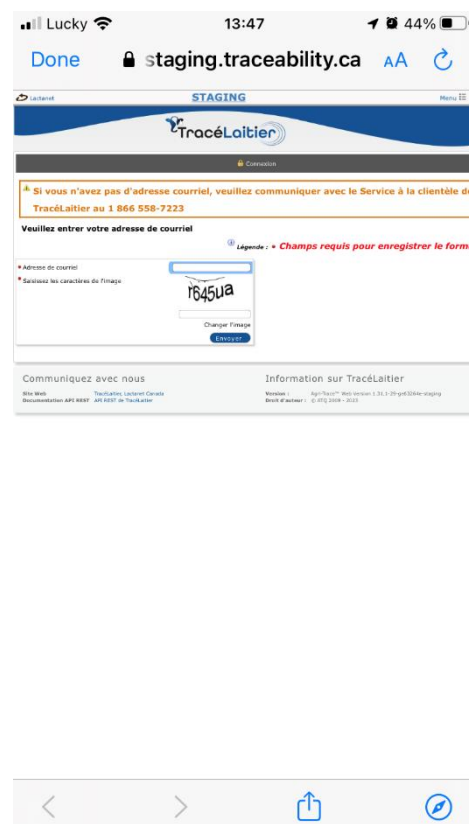 Lucky 13:47 44%
Done staging.traceability.ca AA
Lactanet STAGING Menu
TracéLaitier
Connexion
Si vous n'avez pas d'adresse courriel, veuillez communiquer avec le Service à la clientèle de
TracéLaitier au 1 866 558-7223
Veuillez entrer votre adresse de courriel
Légende : • Champs requis pour enregistrer le form
Adresse de courriel
Saisissez les caractères de l'image
r645ua
Changer l'image
Envoyer
Communiquez avec nous
Site Web TracéLaitier, Lactanet Canada
Documentation API REST API REST de TracéLaitier
Information sur TracéLaitier
Version :
Droit d'auteur : © ATQ 2009 - 2023